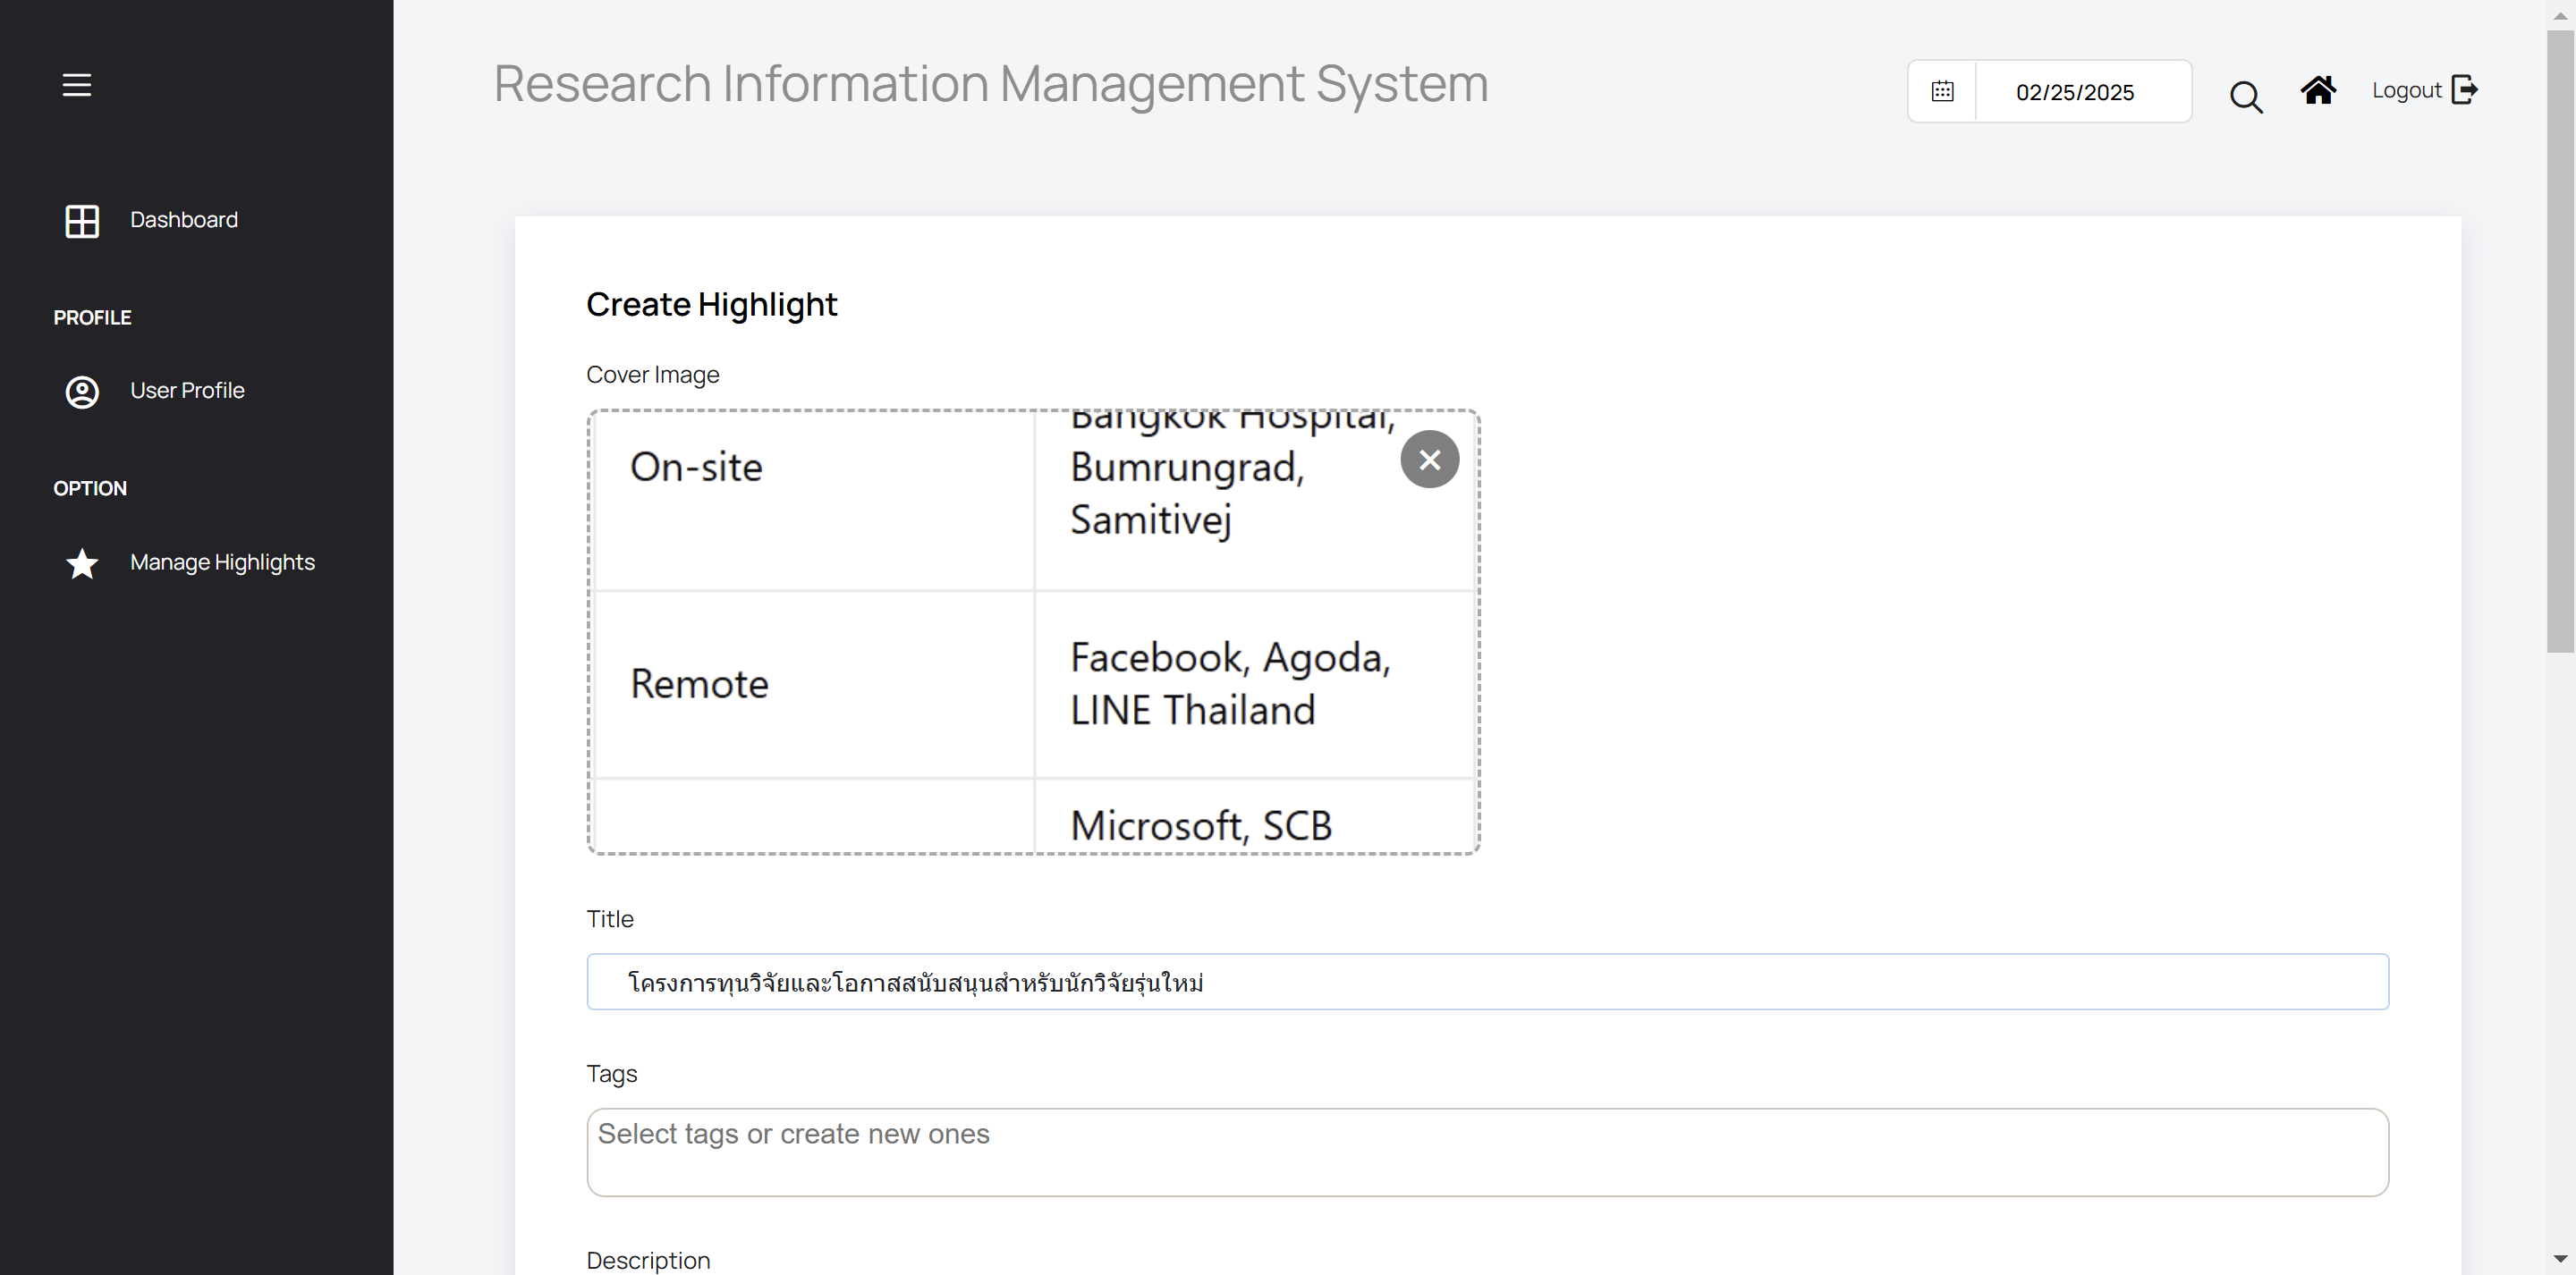 Research Information Management System
02/25/2025
Logout
Dashboard
PROFILE
User Profile
OPTION
Manage Highlights
Create Highlight
Cover Image
On-site
Bangkok Hospital,
Bumrungrad,
Samitivej
Remote
Facebook, Agoda,
LINE Thailand
Microsoft, SCB
Title
โครงการทุนวิจัยและโอกาสสนับสนุนสำหรับนักวิจัยรุ่นใหม่
Tags
Select tags or create new ones
Description